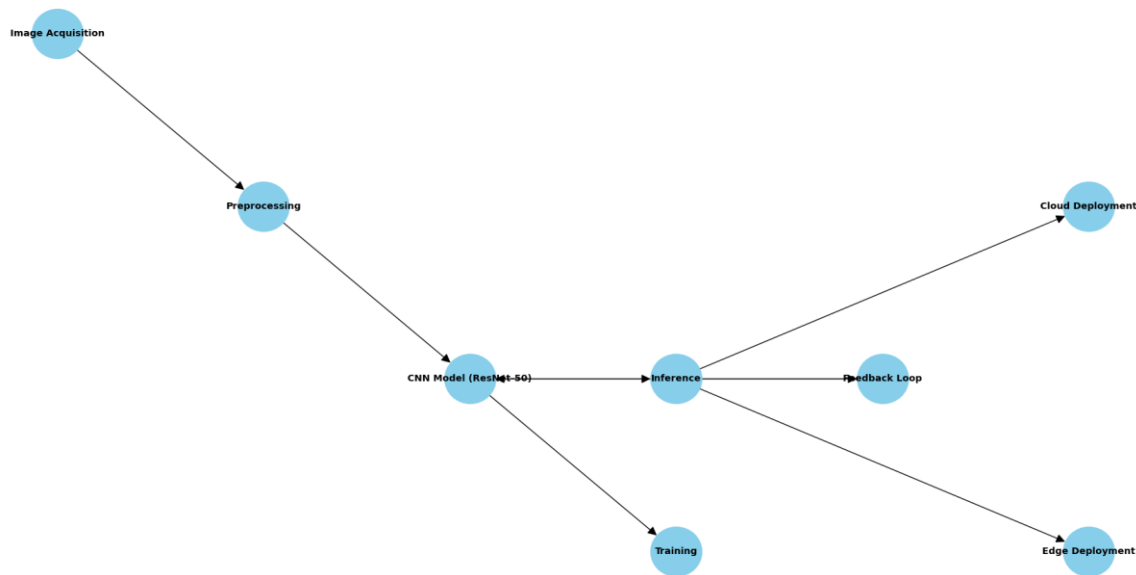 Image Acquisition
Preprocessing
Cloud Deployment
CNN Model (ResNet-50)
Inference
Feedback Loop
Training
Edge Deployment